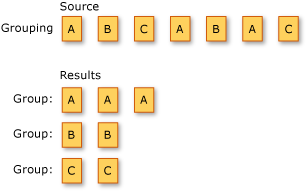 Source
Grouping A B C A B A C
Results
Group: A A A
Group: B B
Group: C C